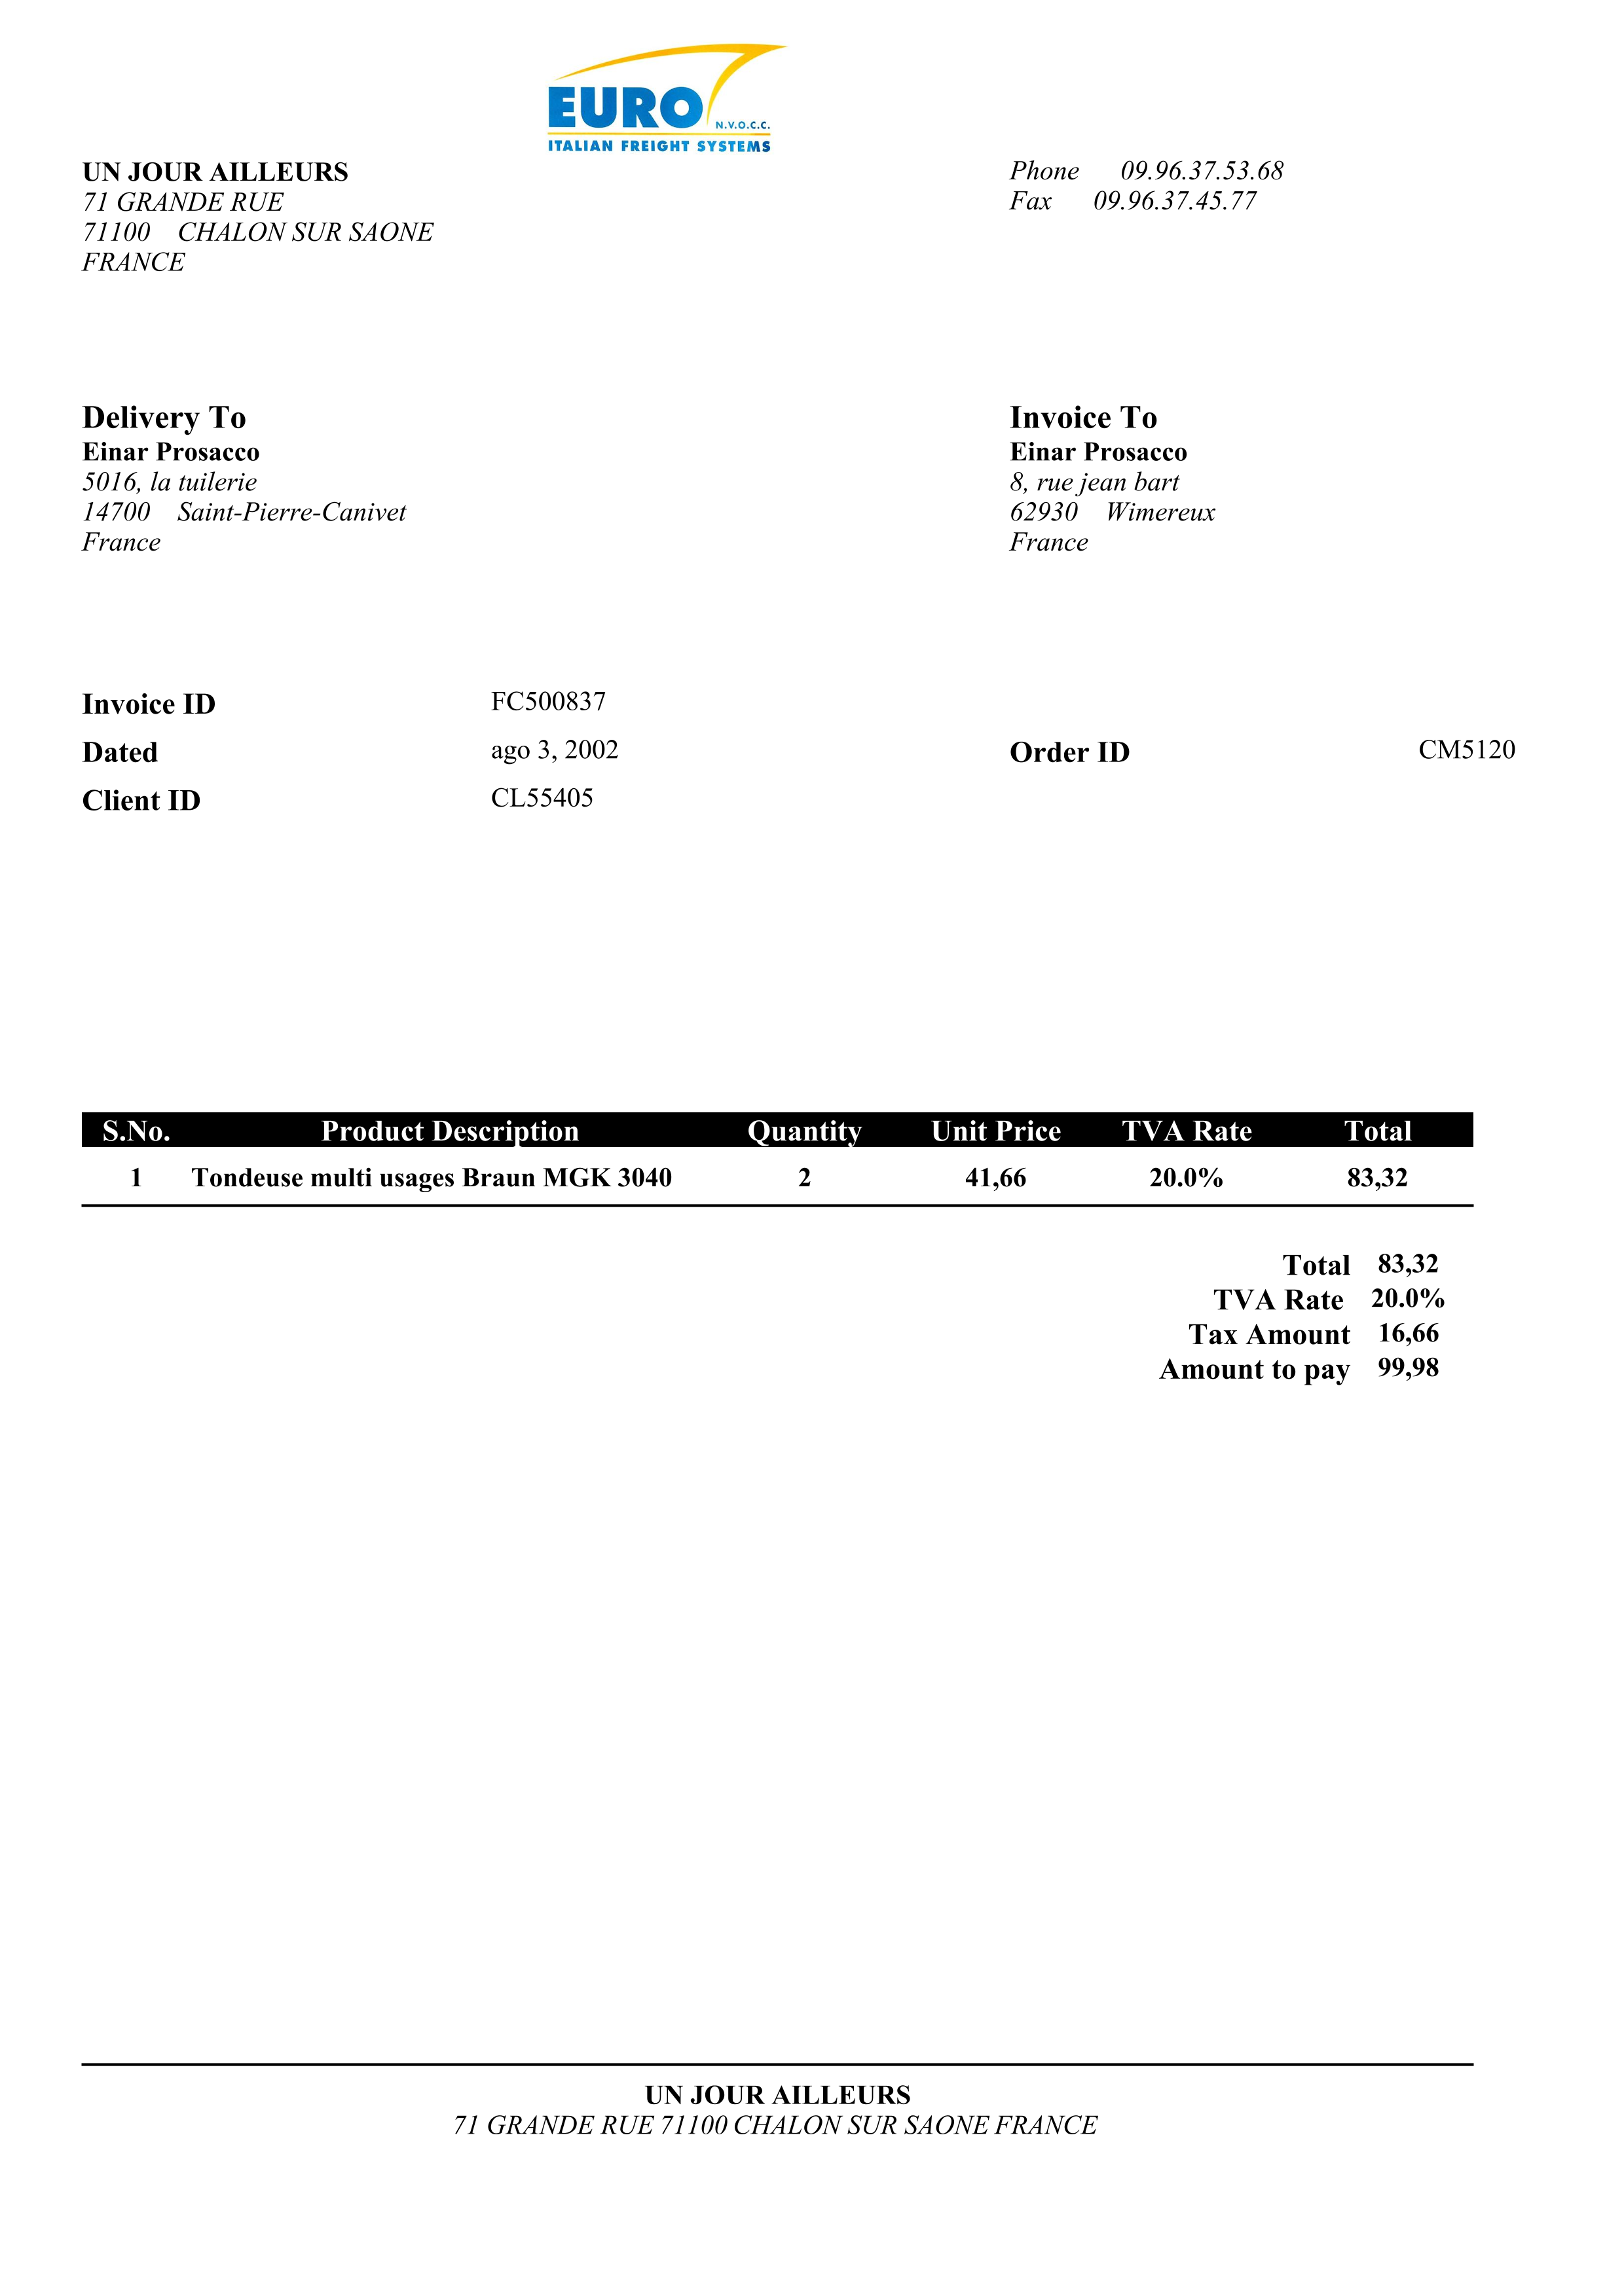 EURO N.V.O.C.C.
ITALIAN FREIGHT SYSTEMS
UN JOUR AILLEURS
71 GRANDE RUE
71100 CHALON SUR SAONE
FRANCE
Phone 09.96.37.53.68
Fax 09.96.37.45.77
Delivery To
Einar Prosacco
5016, la tuilerie
14700 Saint-Pierre-Canivet
France
Invoice To
Einar Prosacco
8, rue jean bart
62930 Wimereux
France
Invoice ID FC500837
Dated ago 3, 2002 Order ID CM5120
Client ID CL55405
S.No. Product Description Quantity Unit Price TVA Rate Total
1 Tondeuse multi usages Braun MGK 3040 2 41,66 20.0% 83,32
Total 83,32
TVA Rate 20.0%
Tax Amount 16,66
Amount to pay 99,98
UN JOUR AILLEURS
71 GRANDE RUE 71100 CHALON SUR SAONE FRANCE